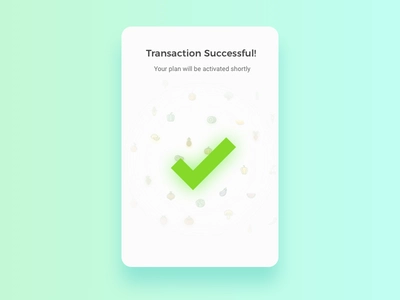 Transaction Successful!
Your plan will be activated shortly